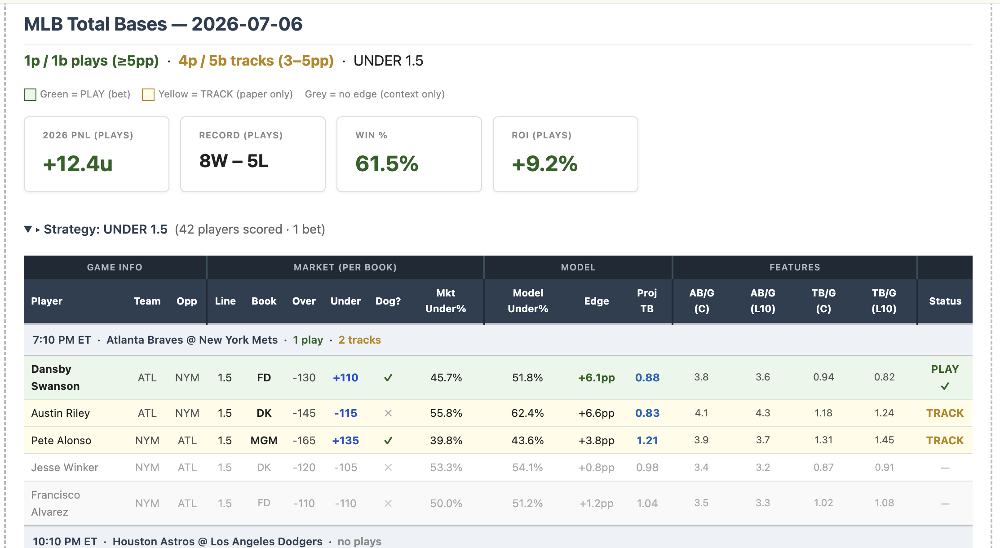 MLB Total Bases — 2026-07-06
1p / 1b plays (≥5pp) · 4p / 5b tracks (3–5pp) · UNDER 1.5
Green = PLAY (bet) Yellow = TRACK (paper only) Grey = no edge (context only)
2026 PNL (PLAYS) RECORD (PLAYS) WIN % ROI (PLAYS)
+12.4u 8W – 5L 61.5% +9.2%
▼ ▸ Strategy: UNDER 1.5 (42 players scored · 1 bet)
GAME INFO MARKET (PER BOOK) MODEL FEATURES
Player Team Opp Line Book Over Under Dog? Mkt Under% Model Under% Edge Proj TB AB/G (C) AB/G (L10) TB/G (C) TB/G (L10) Status
7:10 PM ET · Atlanta Braves @ New York Mets · 1 play · 2 tracks
Dansby Swanson ATL NYM 1.5 FD -130 +110 ✓ 45.7% 51.8% +6.1pp 0.88 3.8 3.6 0.94 0.82 PLAY ✓
Austin Riley ATL NYM 1.5 DK -145 -115 × 55.8% 62.4% +6.6pp 0.83 4.1 4.3 1.18 1.24 TRACK
Pete Alonso NYM ATL 1.5 MGM -165 +135 ✓ 39.8% 43.6% +3.8pp 1.21 3.9 3.7 1.31 1.45 TRACK
Jesse Winker NYM ATL 1.5 DK -120 -105 × 53.3% 54.1% +0.8pp 0.98 3.4 3.2 0.87 0.91 —
Francisco Alvarez NYM ATL 1.5 FD -110 -110 × 50.0% 51.2% +1.2pp 1.04 3.5 3.3 1.02 1.08 —
10:10 PM ET · Houston Astros @ Los Angeles Dodgers · no plays